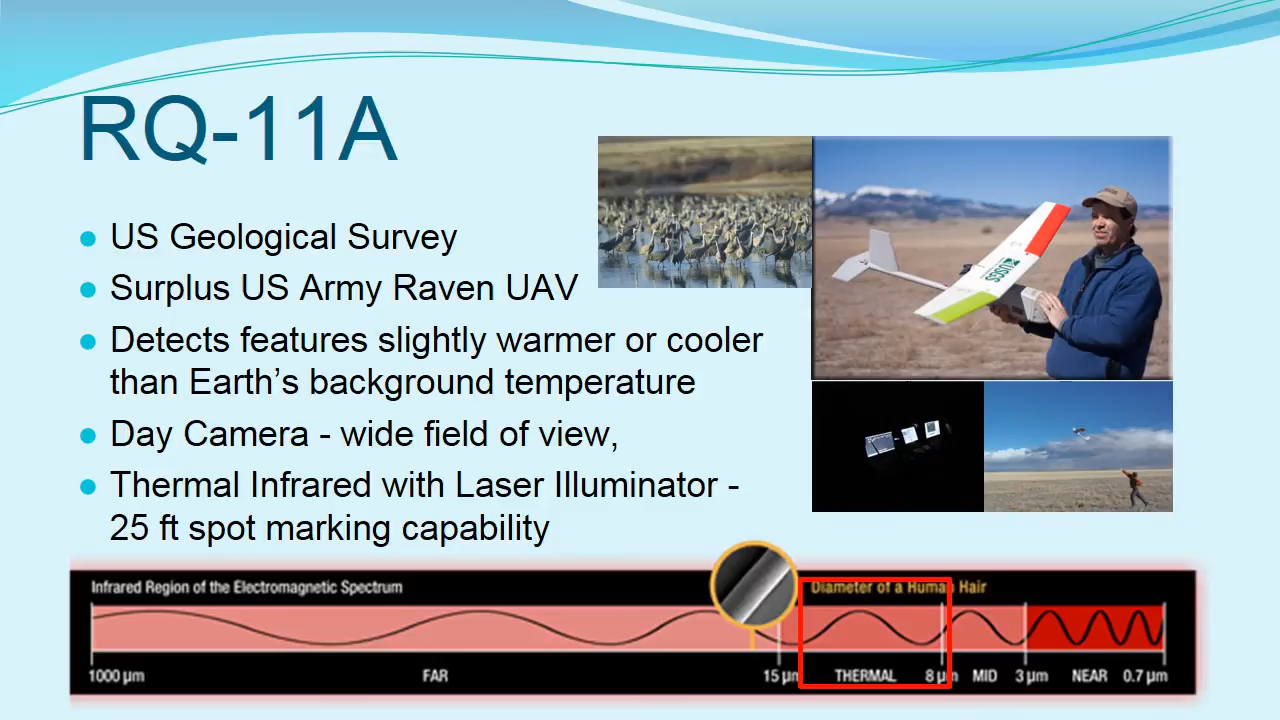 RQ-11A
US Geological Survey
Surplus US Army Raven UAV
Detects features slightly warmer or cooler
than Earth's background temperature
Day Camera - wide field of view,
Thermal Infrared with Laser Illuminator -
25 ft spot marking capability
USGS
Infrared Region of the Electromagnetic Spectrum
Diameter of a Human Hair
1000 µm FAR 15 µm THERMAL 8 µm MID 3 µm NEAR 0.7 µm